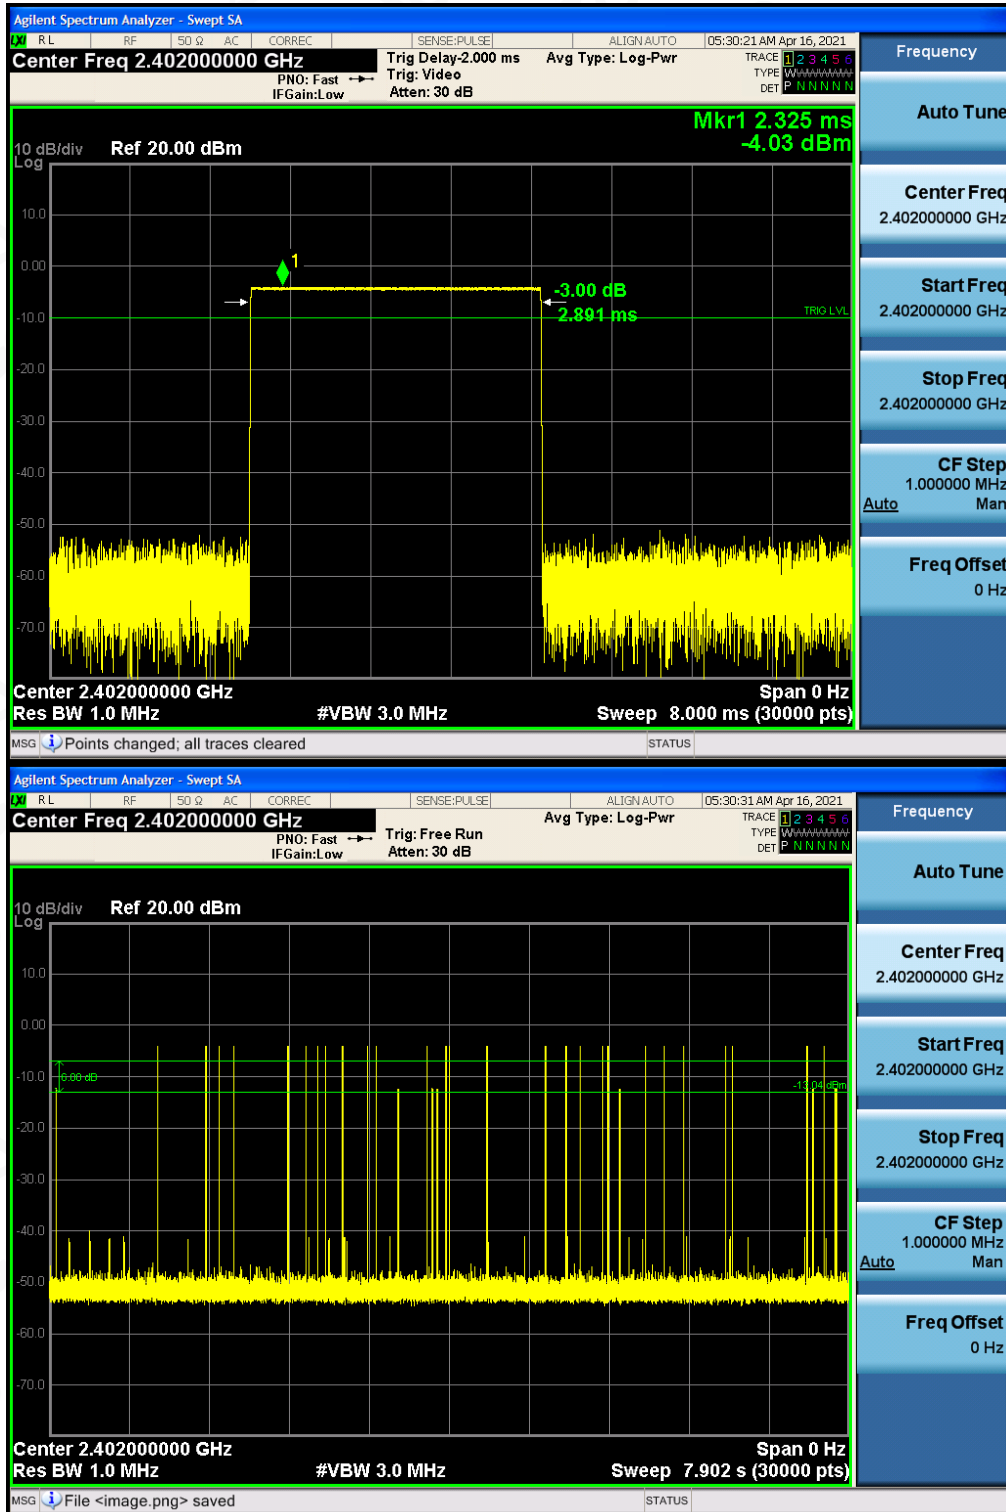 Agilent Spectrum Analyzer - Swept SA
LXI RL RF 50 Ω AC CORREC SENSE:PULSE ALIGN AUTO 05:30:21 AM Apr 16, 2021
Center Freq 2.402000000 GHz
PNO: Fast
IFGain:Low
Trig Delay-2.000 ms
Trig: Video
Atten: 30 dB
Avg Type: Log-Pwr
TRACE 1 2 3 4 5 6
TYPE WWWWWW
DET P N N N N N
Mkr1 2.325 ms
-4.03 dBm
10 dB/div Ref 20.00 dBm
Log
10.0
0.00
-10.0
-20.0
-30.0
-40.0
-50.0
-60.0
-70.0
1
-3.00 dB
2.891 ms
TRIG LVL
Center 2.402000000 GHz Span 0 Hz
Res BW 1.0 MHz #VBW 3.0 MHz Sweep 8.000 ms (30000 pts)
MSG Points changed; all traces cleared STATUS
Frequency
Auto Tune
Center Freq
2.402000000 GHz
Start Freq
2.402000000 GHz
Stop Freq
2.402000000 GHz
CF Step
1.000000 MHz
Auto Man
Freq Offset
0 Hz
Agilent Spectrum Analyzer - Swept SA
LXI RL RF 50 Ω AC CORREC SENSE:PULSE ALIGN AUTO 05:30:31 AM Apr 16, 2021
Center Freq 2.402000000 GHz
PNO: Fast
IFGain:Low
Trig: Free Run
Atten: 30 dB
Avg Type: Log-Pwr
TRACE 1 2 3 4 5 6
TYPE WWWWWW
DET P N N N N N
10 dB/div Ref 20.00 dBm
Log
10.0
0.00
-10.0
-20.0
-30.0
-40.0
-50.0
-60.0
-70.0
6.00 dB
-13.04 dBm
Center 2.402000000 GHz Span 0 Hz
Res BW 1.0 MHz #VBW 3.0 MHz Sweep 7.902 s (30000 pts)
MSG File <image.png> saved STATUS
Frequency
Auto Tune
Center Freq
2.402000000 GHz
Start Freq
2.402000000 GHz
Stop Freq
2.402000000 GHz
CF Step
1.000000 MHz
Auto Man
Freq Offset
0 Hz